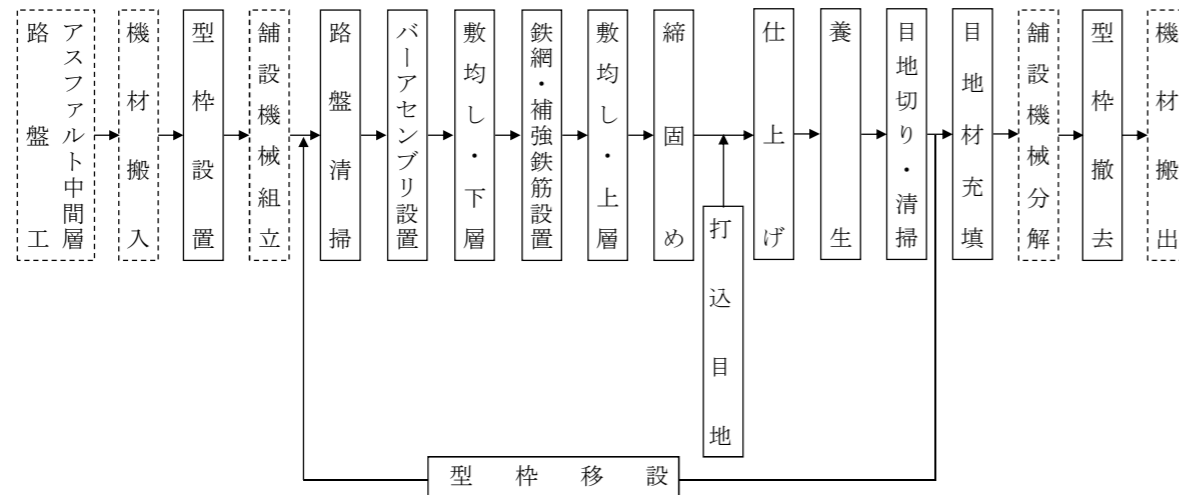 路盤工
アスファルト中間層
機材搬入
型枠設置
舗設機械組立
路盤清掃
バーアセンブリ設置
敷均し・下層
鉄網・補強鉄筋設置
敷均し・上層
締固め
打込目地
仕上げ
養生
目地切り・清掃
目地材充填
舗設機械分解
型枠撤去
機材搬出
型枠移設